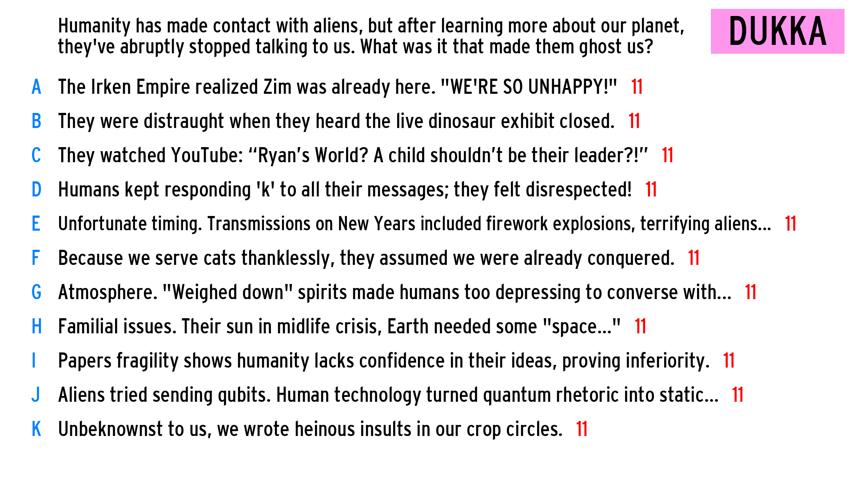 Humanity has made contact with aliens, but after learning more about our planet,
they've abruptly stopped talking to us. What was it that made them ghost us?
DUKKA
A The Irken Empire realized Zim was already here. "WE'RE SO UNHAPPY!" 11
B They were distraught when they heard the live dinosaur exhibit closed. 11
C They watched YouTube: “Ryan’s World? A child shouldn’t be their leader?!” 11
D Humans kept responding 'k' to all their messages; they felt disrespected! 11
E Unfortunate timing. Transmissions on New Years included firework explosions, terrifying aliens... 11
F Because we serve cats thanklessly, they assumed we were already conquered. 11
G Atmosphere. "Weighed down" spirits made humans too depressing to converse with... 11
H Familial issues. Their sun in midlife crisis, Earth needed some "space..." 11
I Papers fragility shows humanity lacks confidence in their ideas, proving inferiority. 11
J Aliens tried sending qubits. Human technology turned quantum rhetoric into static... 11
K Unbeknownst to us, we wrote heinous insults in our crop circles. 11